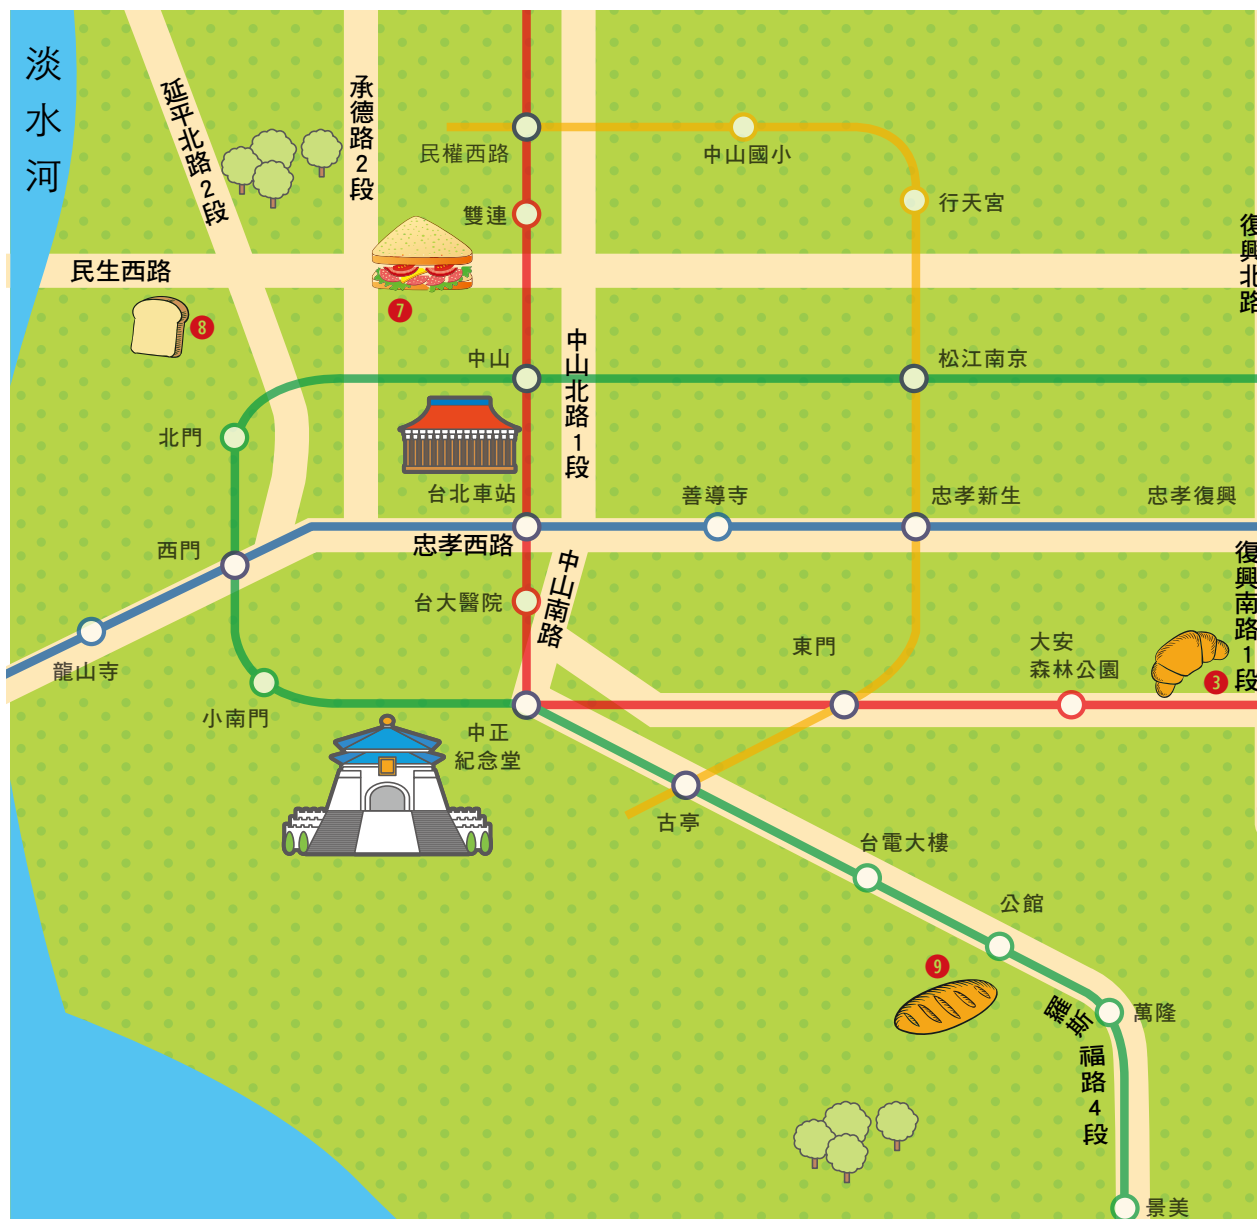 淡水河
延平北路2段
承德路2段
民權西路
中山國小
行天宮
雙連
復興北路
民生西路
7
8
中山
中山北路1段
松江南京
北門
台北車站
善導寺
忠孝新生
忠孝復興
西門
忠孝西路
中山南路
復興南路1段
台大醫院
東門
大安
森林公園
龍山寺
3
小南門
中正
紀念堂
古亭
台電大樓
公館
9
羅斯福路4段
萬隆
景美